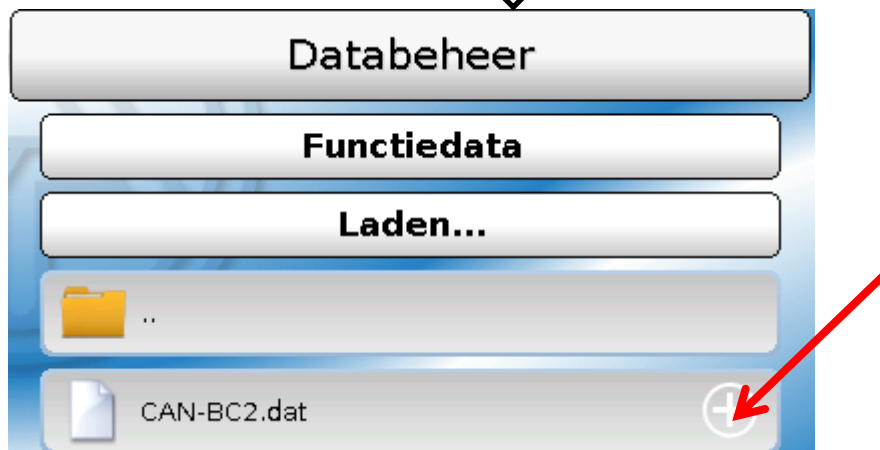 Databeheer
Functiedata
Laden...
..
CAN-BC2.dat